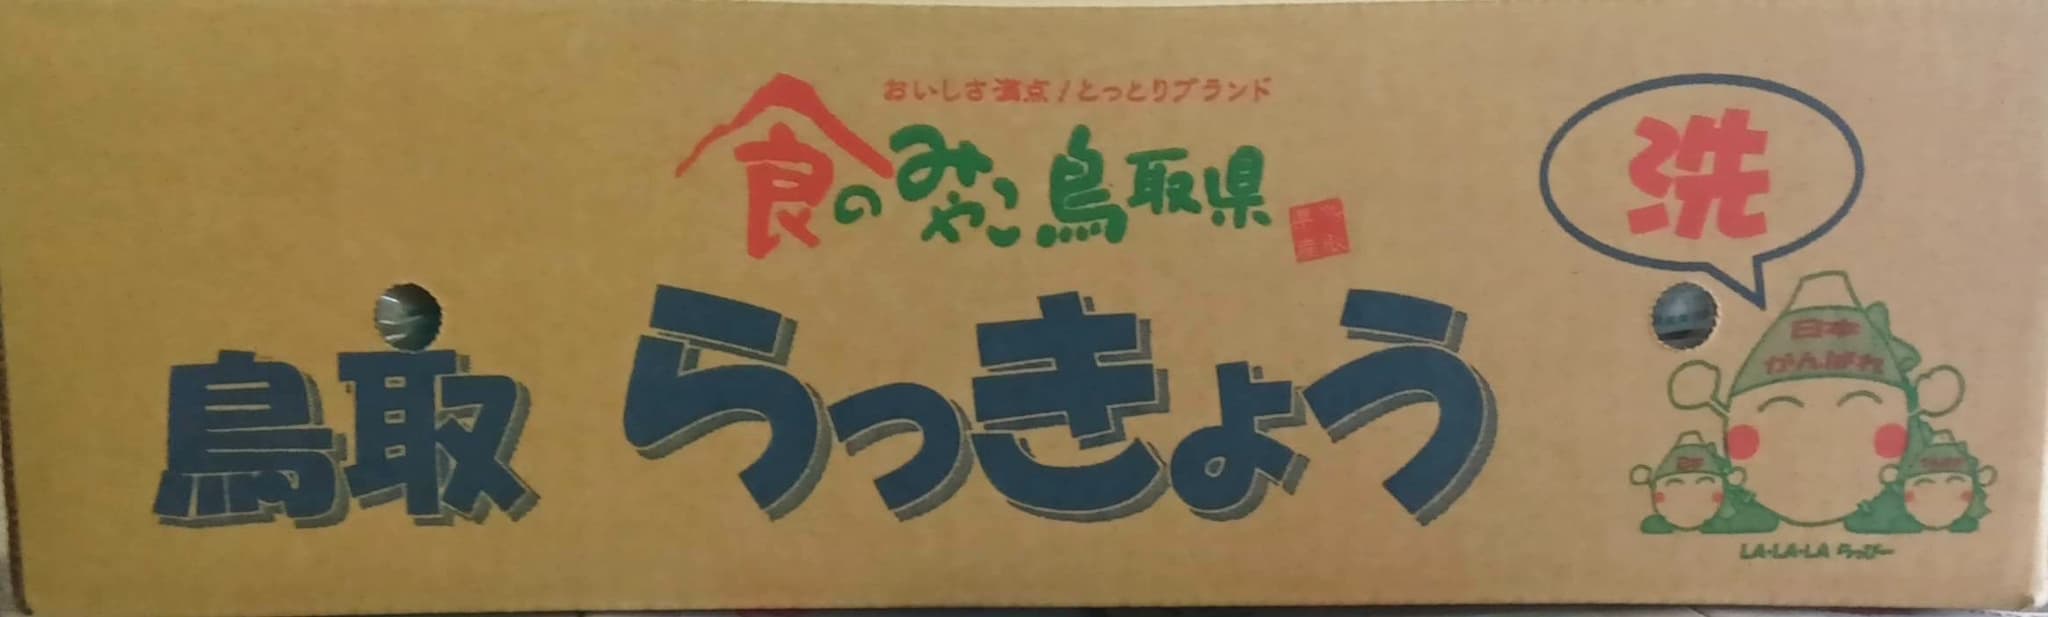 おいしさ満点!とっとりブランド
食のみやこ鳥取県
洗
鳥取 らっきょう
日本
がんばれ
LA・LA・LA らっぴー